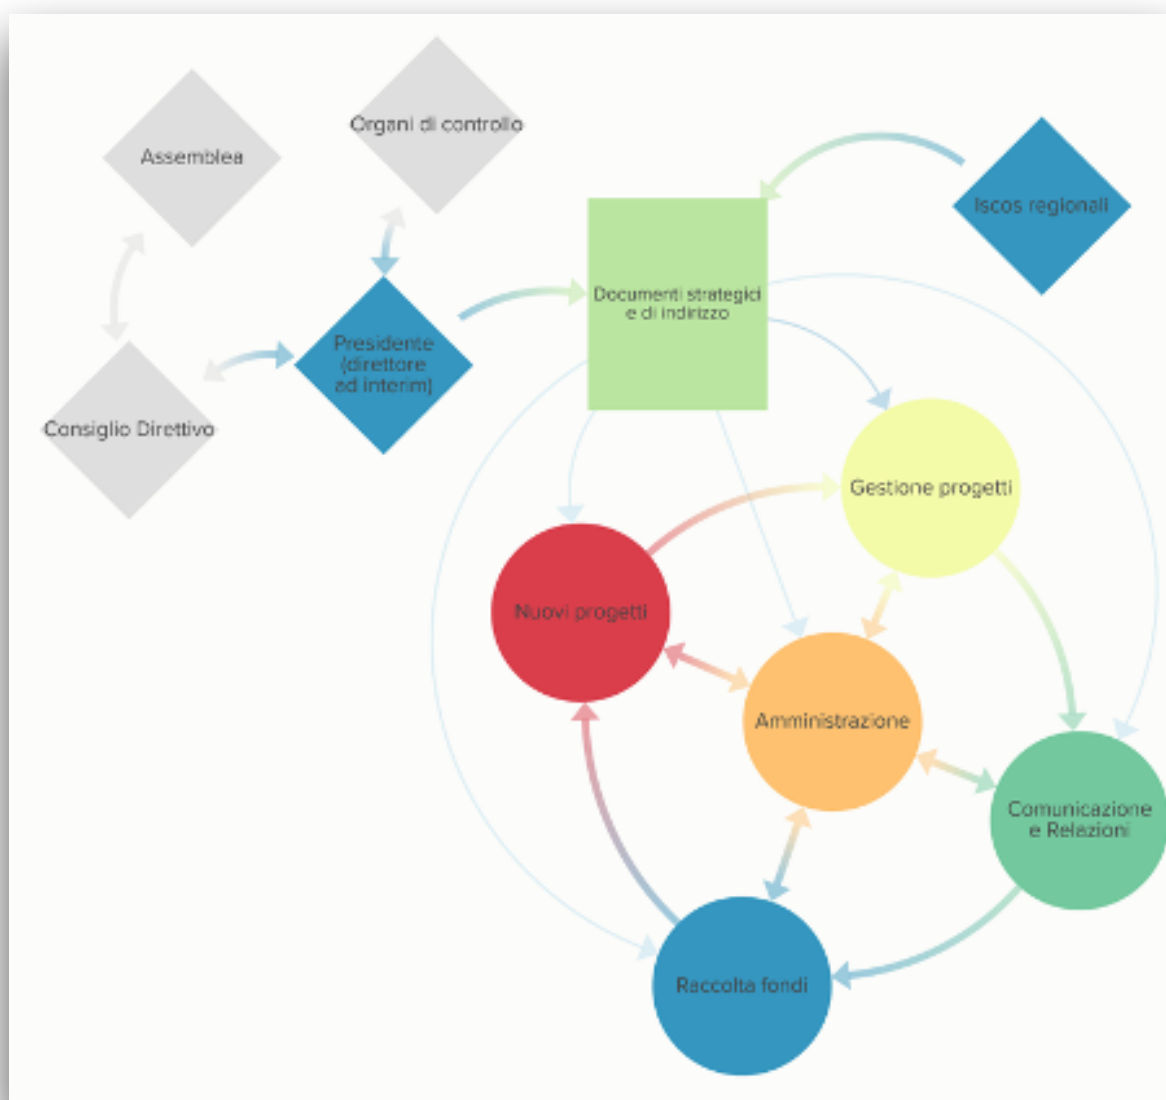 Organi di controllo
Assemblea
Iscos regionali
Documenti strategici
e di indirizzo
Presidente
(direttore
ad interim)
Consiglio Direttivo
Gestione progetti
Nuovi progetti
Amministrazione
Comunicazione
e Relazioni
Raccolta fondi